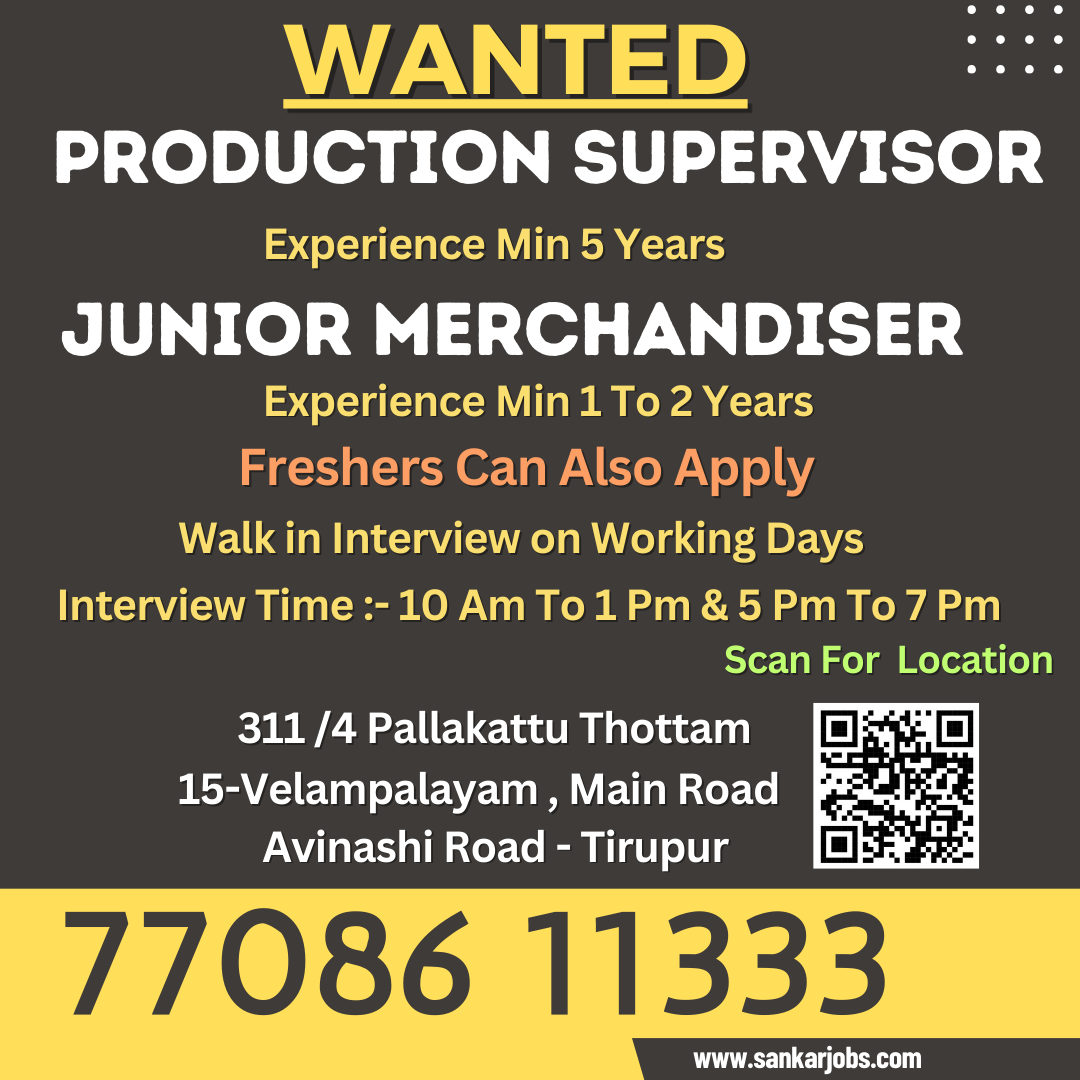 WANTED
PRODUCTION SUPERVISOR
Experience Min 5 Years
JUNIOR MERCHANDISER
Experience Min 1 To 2 Years
Freshers Can Also Apply
Walk in Interview on Working Days
Interview Time :- 10 Am To 1 Pm & 5 Pm To 7 Pm
Scan For Location
311 /4 Pallakattu Thottam
15-Velampalayam , Main Road
Avinashi Road - Tirupur
77086 11333
www.sankarjobs.com